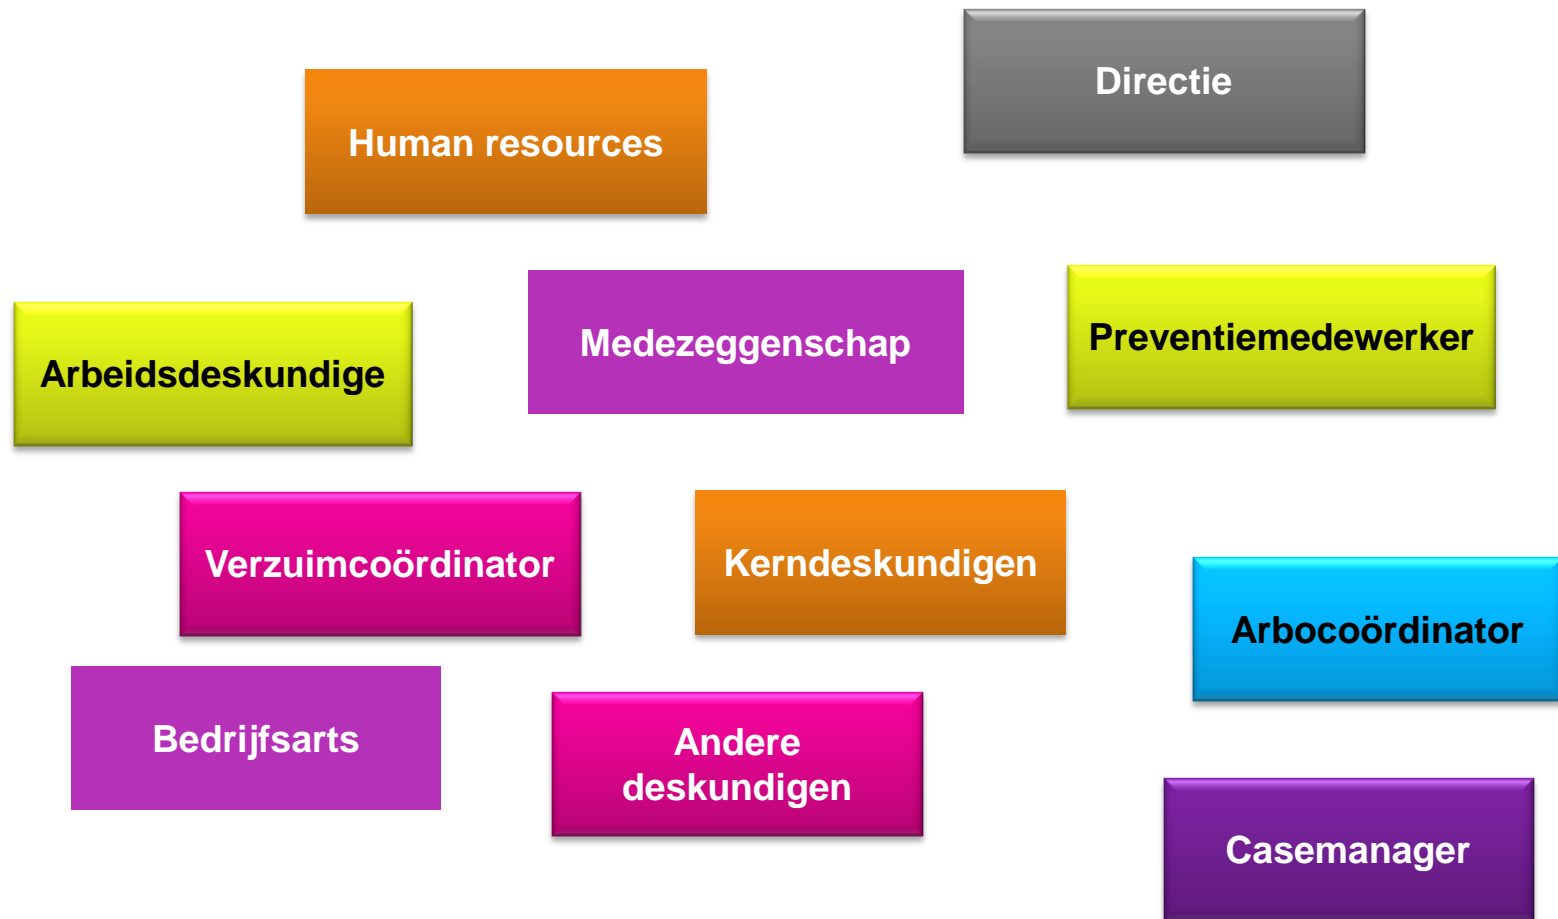 Directie
Human resources
Preventiemedewerker
Medezeggenschap
Arbeidsdeskundige
Kerndeskundigen
Verzuimcoördinator
Arbocoördinator
Bedrijfsarts
Andere
deskundigen
Casemanager